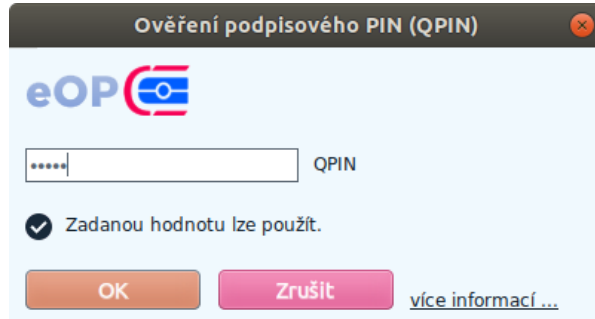 Ověření podpisového PIN (QPIN)
eOP
•••••
QPIN
Zadanou hodnotu lze použít.
OK
Zrušit
více informací ...